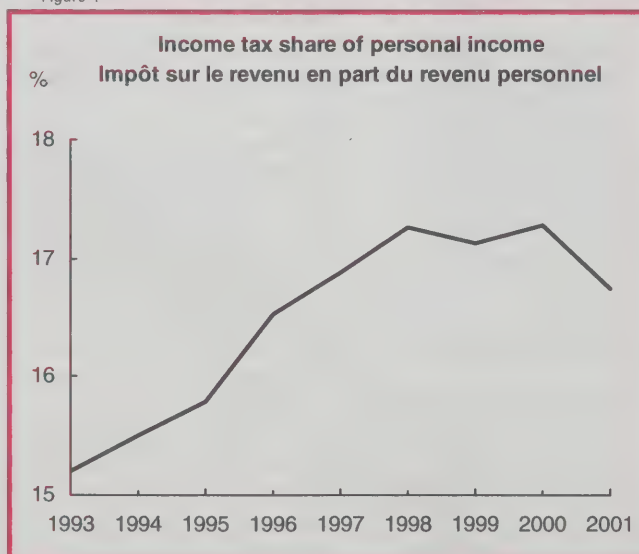 Income tax share of personal income
Impôt sur le revenu en part du revenu personnel
%
18
17
16
15
1993 1994 1995 1996 1997 1998 1999 2000 2001